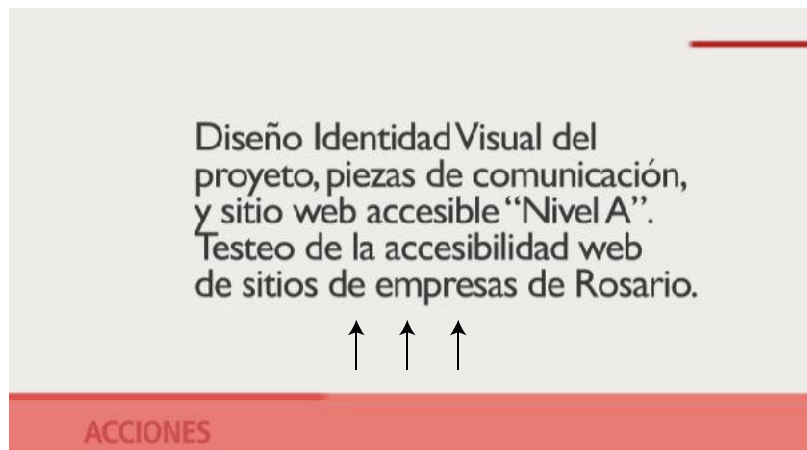 Diseño Identidad Visual del
proyeto, piezas de comunicación,
y sitio web accesible “Nivel A”.
Testeo de la accesibilidad web
de sitios de empresas de Rosario.
ACCIONES